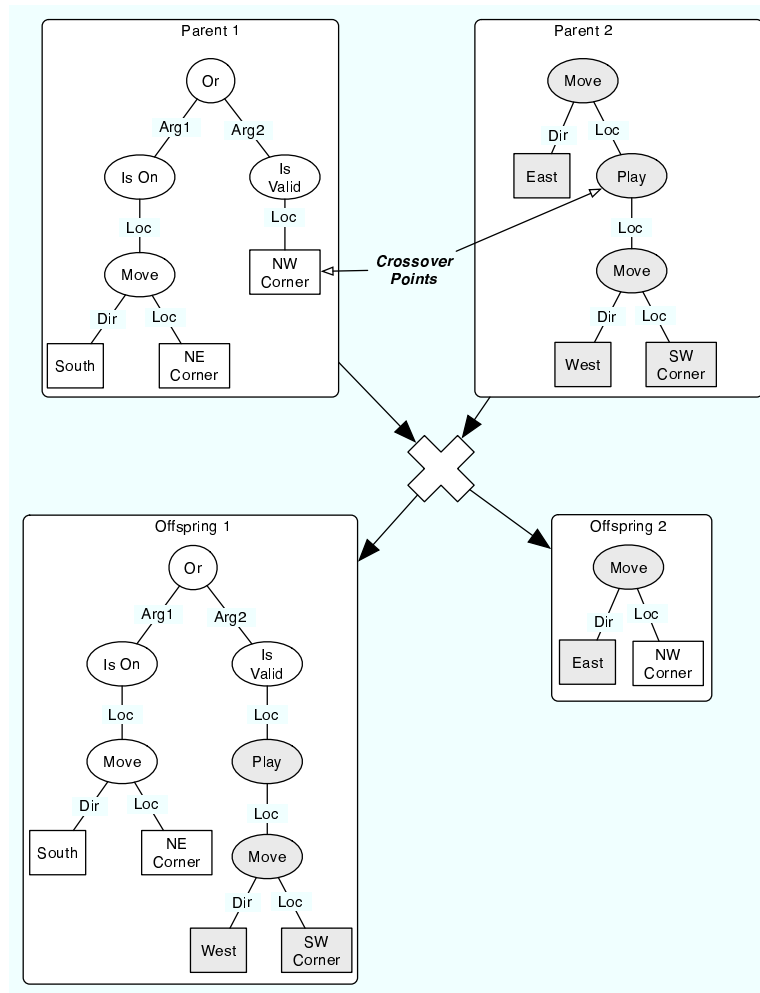 Parent 1
Or
Arg1
Arg2
Is On
Is
Valid
Loc
Loc
Move
NW
Corner
Dir
Loc
South
NE
Corner
Parent 2
Move
Dir
Loc
East
Play
Loc
Move
Dir
Loc
West
SW
Corner
Crossover
Points
Offspring 1
Or
Arg1
Arg2
Is On
Is
Valid
Loc
Loc
Move
Play
Dir
Loc
Loc
South
NE
Corner
Move
Dir
Loc
West
SW
Corner
Offspring 2
Move
Dir
Loc
East
NW
Corner